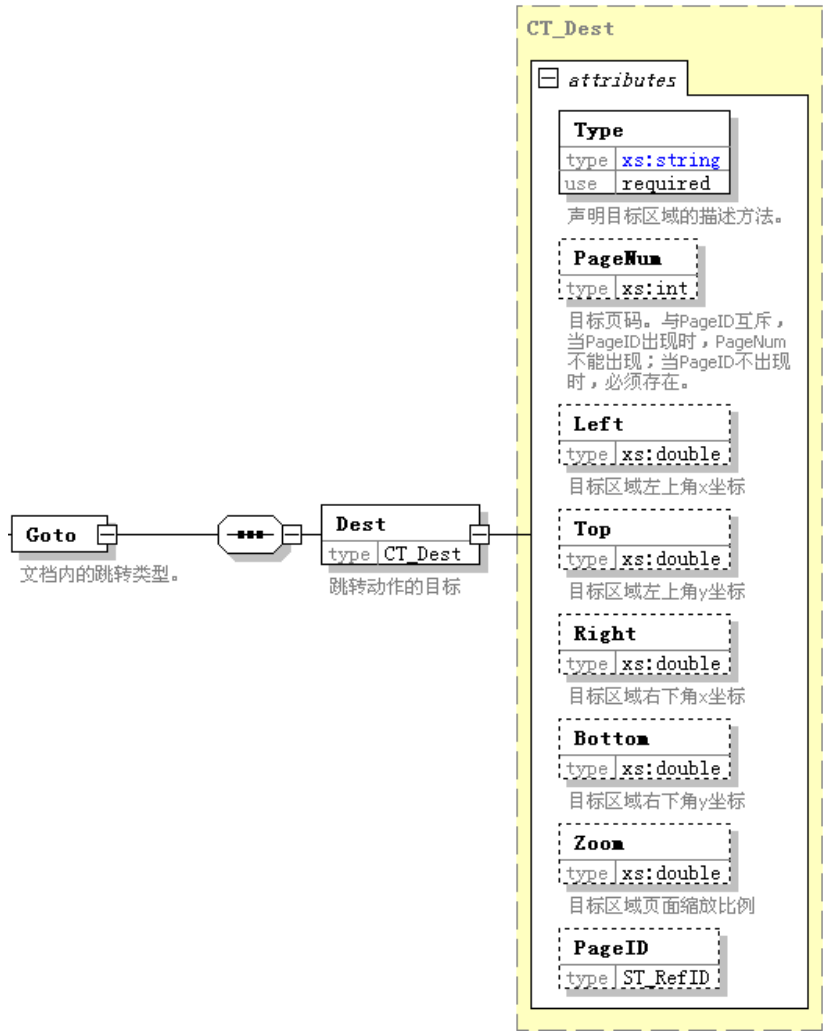 CT_Dest
attributes
Type
type xs:string
use required
声明目标区域的描述方法。
PageNum
type xs:int
目标页码。与PageID互斥，
当PageID出现时，PageNum
不能出现；当PageID不出现
时，必须存在。
Left
type xs:double
目标区域左上角x坐标
Goto
文档内的跳转类型。
Dest
type CT_Dest
跳转动作的目标
Top
type xs:double
目标区域左上角y坐标
Right
type xs:double
目标区域右下角x坐标
Bottom
type xs:double
目标区域右下角y坐标
Zoom
type xs:double
目标区域页面缩放比例
PageID
type ST_RefID